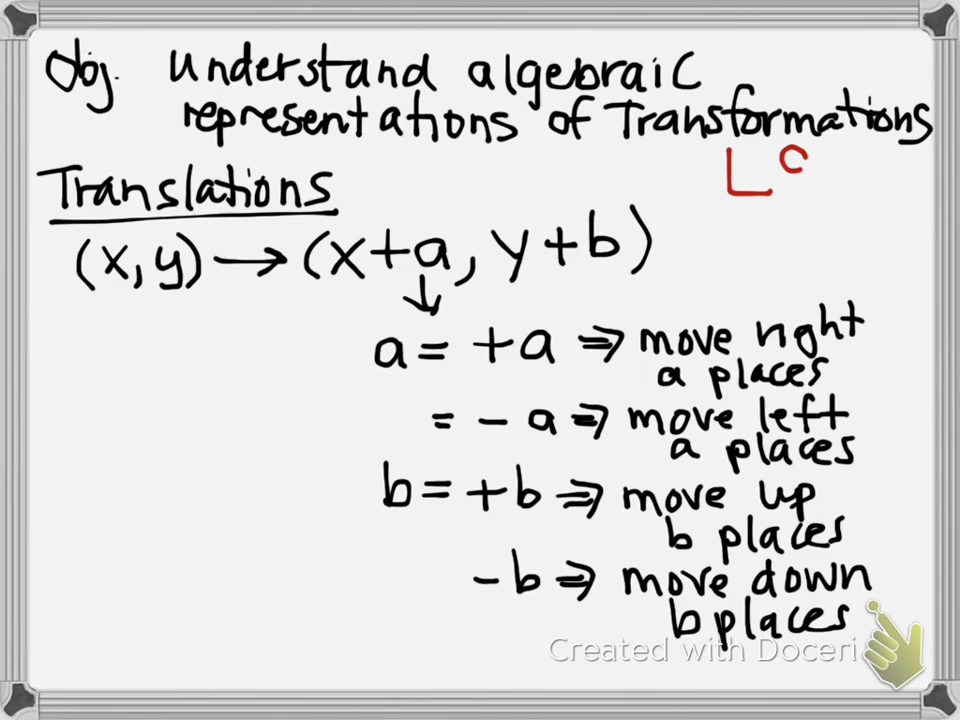 Obj. Understand algebraic
representations of Transformations
L
Translations
(x,y) → (x+a, y+b)
↓
a = +a ⇒ move right
a places
= - a ⇒ move left
a places
b = +b ⇒ move up
b places
- b ⇒ move down
b places
Created with Doceri